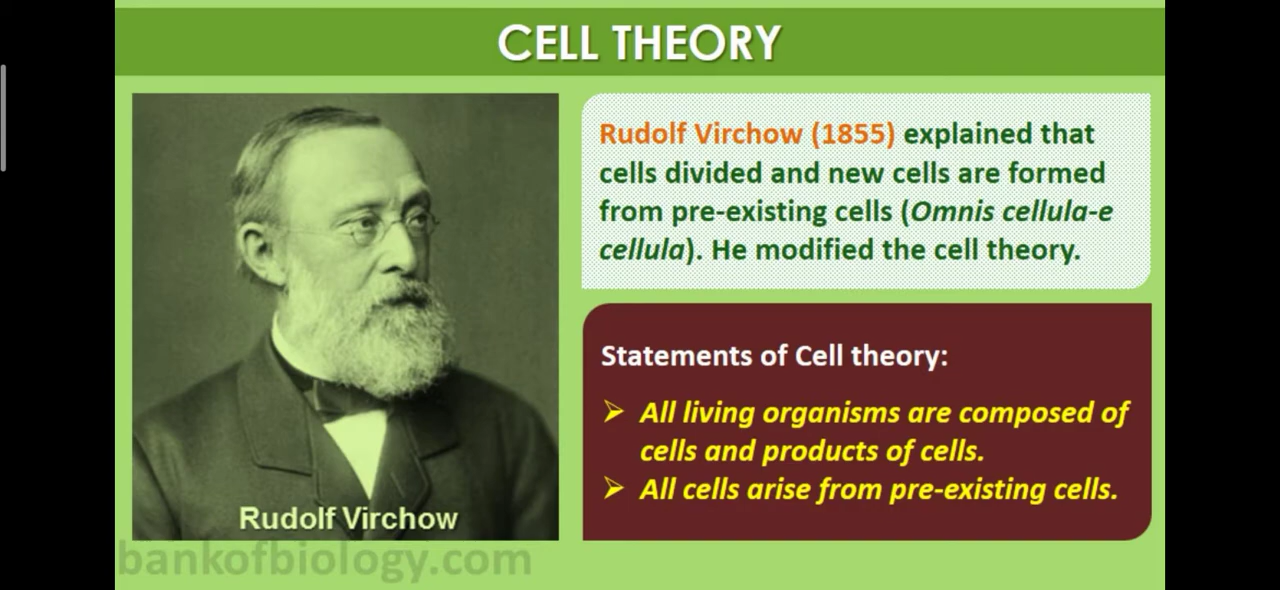 CELL THEORY
Rudolf Virchow (1855) explained that
cells divided and new cells are formed
from pre-existing cells (Omnis cellula-e
cellula). He modified the cell theory.
Statements of Cell theory:
➢ All living organisms are composed of
cells and products of cells.
➢ All cells arise from pre-existing cells.
Rudolf Virchow
bankofbiology.com